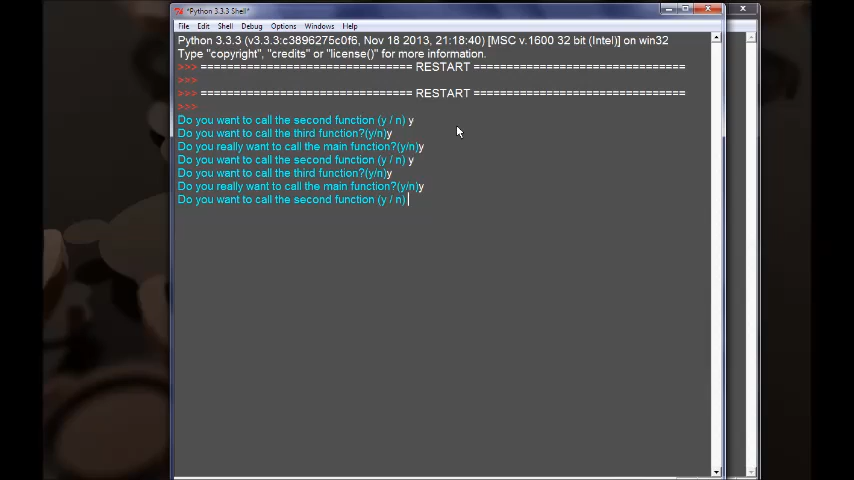 *Python 3.3.3 Shell*
File Edit Shell Debug Options Windows Help
Python 3.3.3 (v3.3.3:c3896275c0f6, Nov 18 2013, 21:18:40) [MSC v.1600 32 bit (Intel)] on win32
Type "copyright", "credits" or "license()" for more information.
>>> ================================ RESTART ================================
>>>
>>> ================================ RESTART ================================
>>>
Do you want to call the second function (y / n) y
Do you want to call the third function?(y/n)y
Do you really want to call the main function?(y/n)y
Do you want to call the second function (y / n) y
Do you want to call the third function?(y/n)y
Do you really want to call the main function?(y/n)y
Do you want to call the second function (y / n)